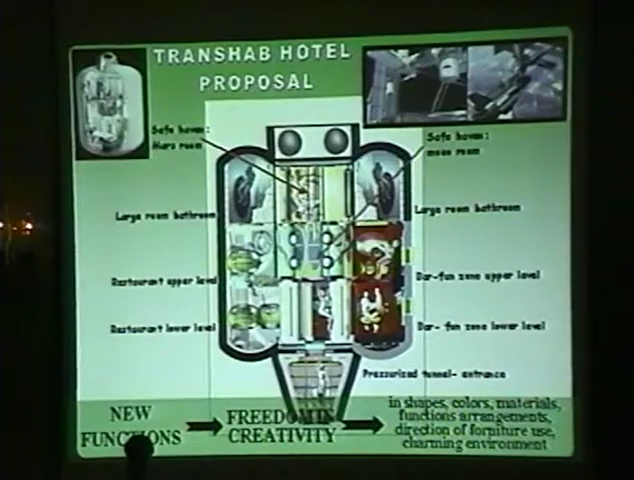 TRANSHAB HOTEL
PROPOSAL
Safe haven:
Mars room
Safe haven:
moon room
Large room bathroom
Large room bathroom
Restaurant upper level
Bar-fun zone upper level
Restaurant lower level
Bar- fun zone lower level
Pressurized tunnel- entrance
NEW
FUNCTIONS
FREEDOM IN
CREATIVITY
in shapes, colors, materials,
functions arrangements,
direction of forniture use,
charming environment